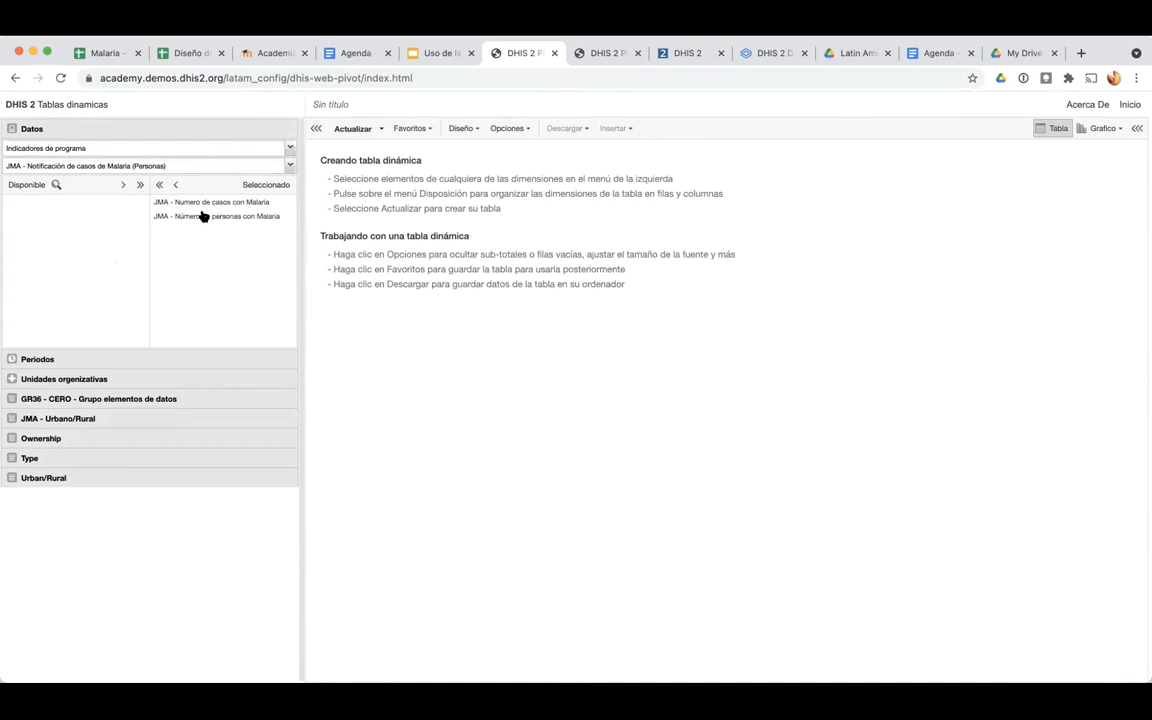 Malaria -
Diseño d
Academi
Agenda -
Uso de la
DHIS 2 P
DHIS 2 Pi
DHIS 2
DHIS 2 D
Latin Am
Agenda -
My Drive
academy.demos.dhis2.org/latam_config/dhis-web-pivot/index.html
DHIS 2 Tablas dinamicas
Sin título
Acerca De
Inicio
Datos
Actualizar
Favoritos
Diseño
Opciones
Descargar
Insertar
Tabla
Grafico
Indicadores de programa
JMA - Notificación de casos de Malaria (Personas)
Disponible
Seleccionado
JMA - Numero de casos con Malaria
JMA - Número personas con Malaria
Creando tabla dinámica
- Seleccione elementos de cualquiera de las dimensiones en el menú de la izquierda
- Pulse sobre el menú Disposición para organizar las dimensiones de la tabla en filas y columnas
- Seleccione Actualizar para crear su tabla
Trabajando con una tabla dinámica
- Haga clic en Opciones para ocultar sub-totales o filas vacías, ajustar el tamaño de la fuente y más
- Haga clic en Favoritos para guardar la tabla para usarla posteriormente
- Haga clic en Descargar para guardar datos de la tabla en su ordenador
Periodos
Unidades organizativas
GR36 - CERO - Grupo elementos de datos
JMA - Urbano/Rural
Ownership
Type
Urban/Rural